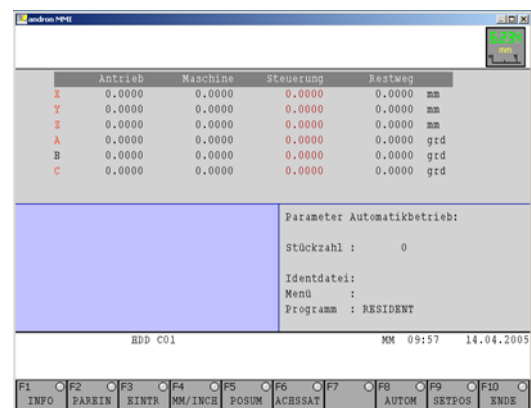 andron MMI
mm
Antrieb Maschine Steuerung Restweg
X 0.0000 0.0000 0.0000 0.0000 mm
Y 0.0000 0.0000 0.0000 0.0000 mm
Z 0.0000 0.0000 0.0000 0.0000 mm
A 0.0000 0.0000 0.0000 0.0000 grd
B 0.0000 0.0000 0.0000 0.0000 grd
C 0.0000 0.0000 0.0000 0.0000 grd
Parameter Automatikbetrieb:
Stückzahl : 0
Identdatei:
Menü :
Programm : RESIDENT
HDD C01 MM 09:57 14.04.2005
F1 F2 F3 F4 F5 F6 F7 F8 F9 F10
INFO PAREIN EINTR MM/INCH POSUM ACHSSAT AUTOM SETPOS ENDE